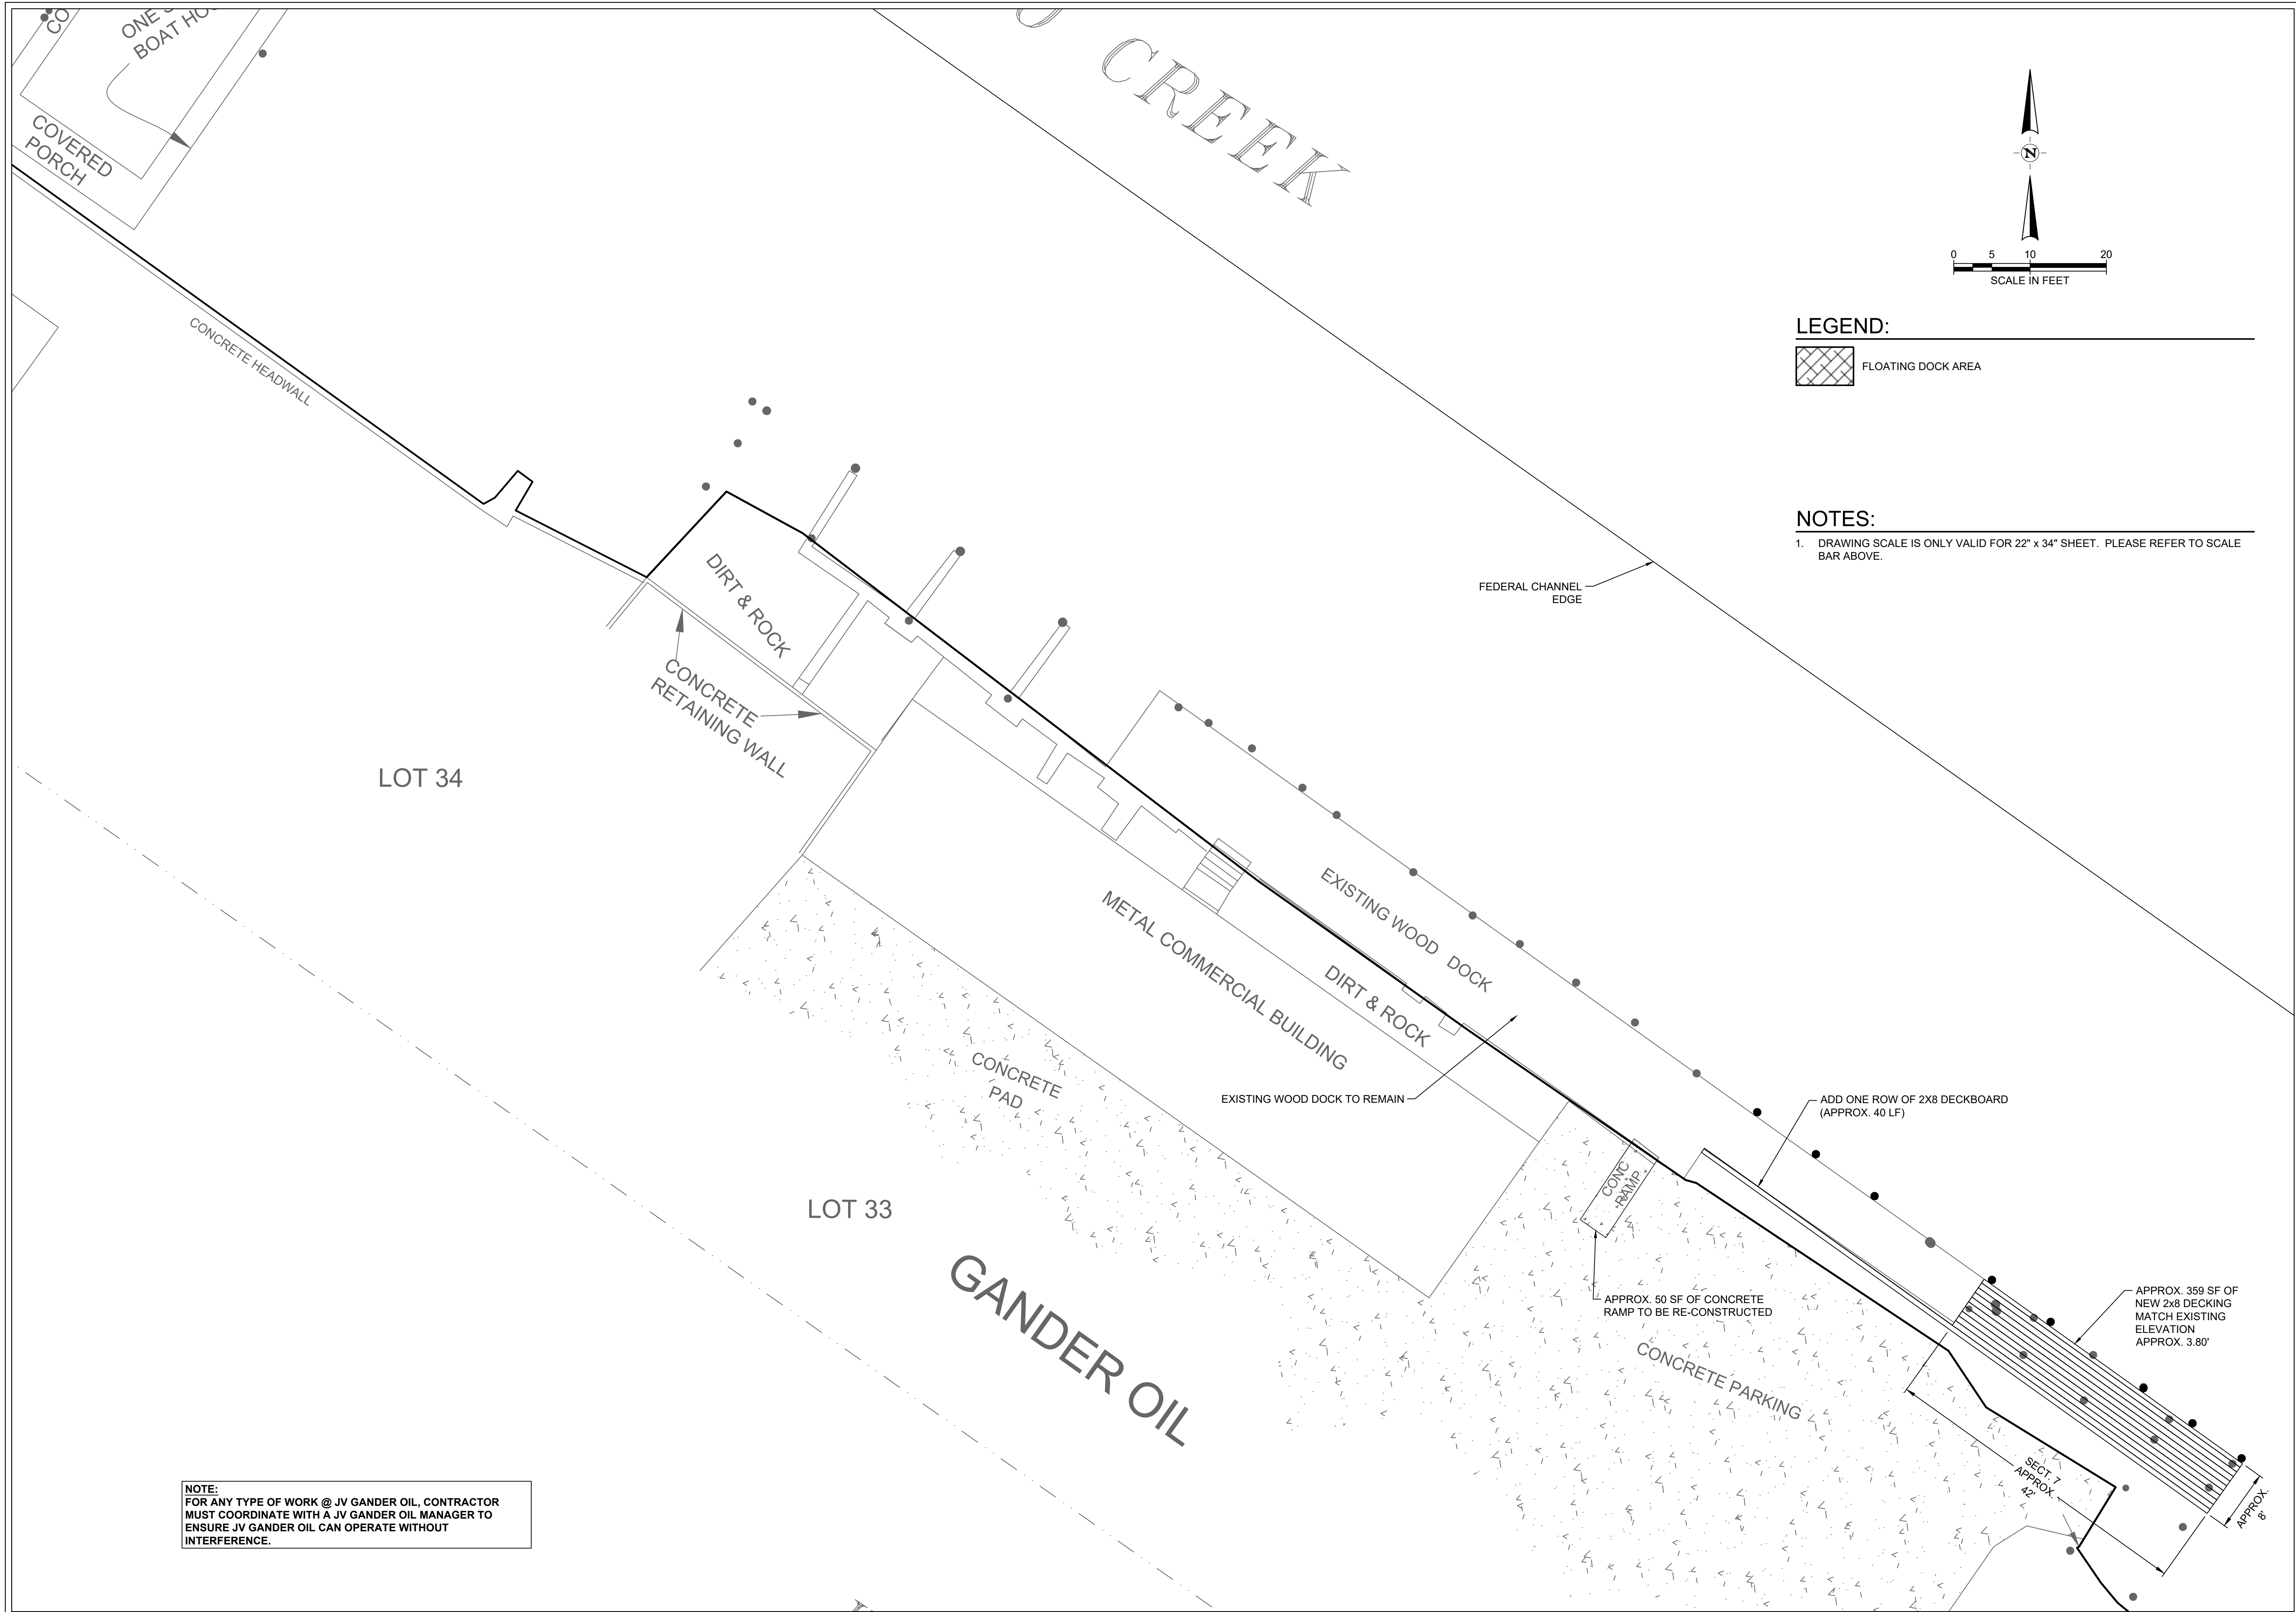 CO
ONE S
BOAT HO
COVERED
PORCH
CONCRETE HEADWALL
O CREEK
N
0 5 10 20
SCALE IN FEET
LEGEND:
FLOATING DOCK AREA
NOTES:
1. DRAWING SCALE IS ONLY VALID FOR 22" x 34" SHEET. PLEASE REFER TO SCALE
BAR ABOVE.
FEDERAL CHANNEL
EDGE
DIRT & ROCK
CONCRETE
RETAINING WALL
LOT 34
EXISTING WOOD DOCK
METAL COMMERCIAL BUILDING
DIRT & ROCK
CONCRETE
PAD
EXISTING WOOD DOCK TO REMAIN
ADD ONE ROW OF 2X8 DECKBOARD
(APPROX. 40 LF)
CONC
RAMP
LOT 33
GANDER OIL
APPROX. 50 SF OF CONCRETE
RAMP TO BE RE-CONSTRUCTED
APPROX. 359 SF OF
NEW 2x8 DECKING
MATCH EXISTING
ELEVATION
APPROX. 3.80'
CONCRETE PARKING
SECT. 7
APPROX.
42'
APPROX.
8'
NOTE:
FOR ANY TYPE OF WORK @ JV GANDER OIL, CONTRACTOR
MUST COORDINATE WITH A JV GANDER OIL MANAGER TO
ENSURE JV GANDER OIL CAN OPERATE WITHOUT
INTERFERENCE.